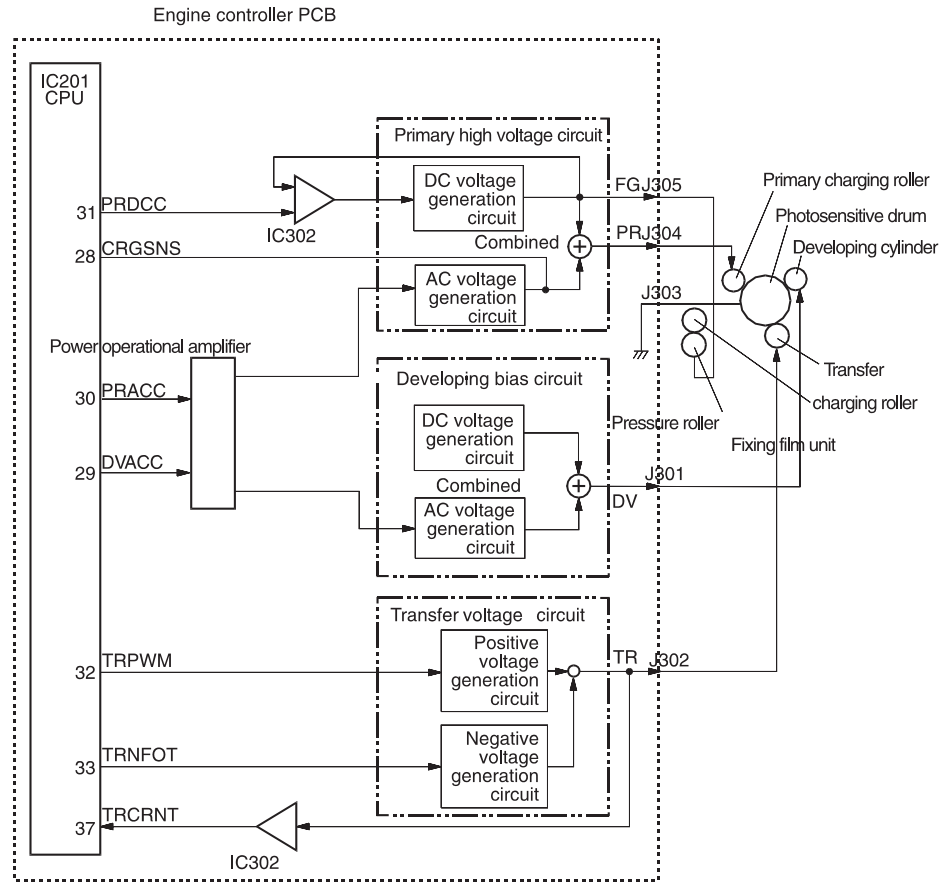 Engine controller PCB
IC201
CPU
Primary high voltage circuit
DC voltage
generation
circuit
IC302
Combined
AC voltage
generation
circuit
31 PRDCC
28 CRGSNS
FG J305
PR J304
J303
Primary charging roller
Photosensitive drum
Developing cylinder
Transfer
charging roller
Pressure roller
Fixing film unit
Power operational amplifier
30 PRACC
29 DVACC
Developing bias circuit
DC voltage
generation
circuit
Combined
AC voltage
generation
circuit
J301
DV
Transfer voltage circuit
Positive
voltage
generation
circuit
TR J302
32 TRPWM
Negative
voltage
generation
circuit
33 TRNFOT
37 TRCRNT
IC302